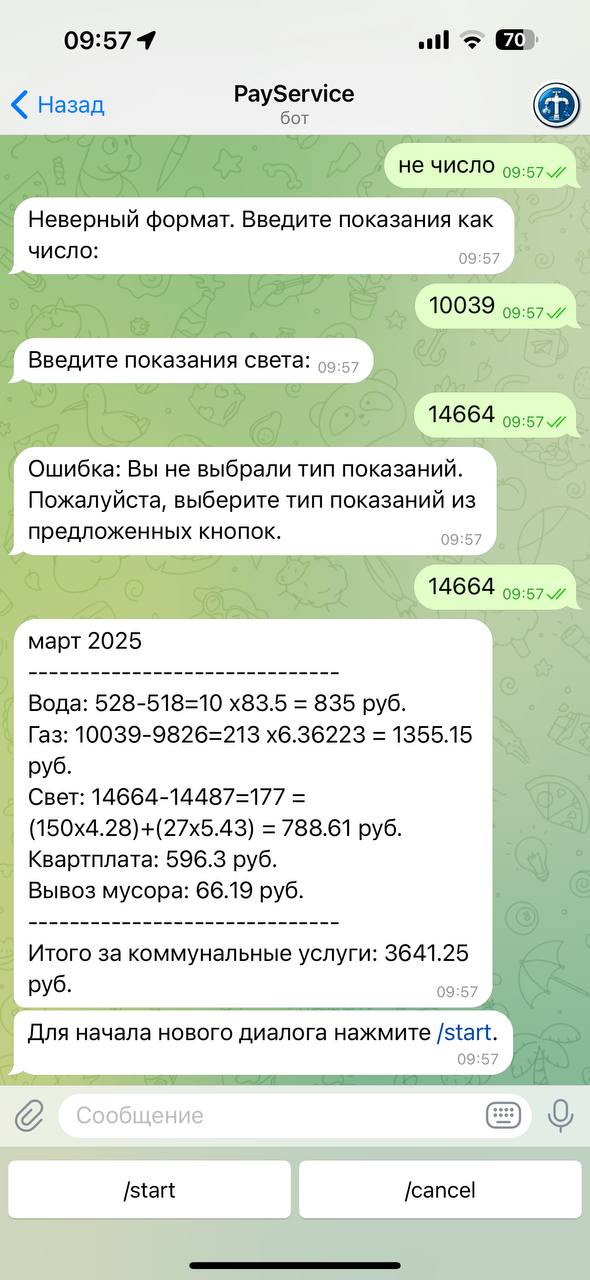 09:57
70
Назад
PayService
бот
не число 09:57
Неверный формат. Введите показания как
число:
09:57
10039 09:57
Введите показания света: 09:57
14664 09:57
Ошибка: Вы не выбрали тип показаний.
Пожалуйста, выберите тип показаний из
предложенных кнопок.
09:57
14664 09:57
март 2025
------------------------------
Вода: 528-518=10 x83.5 = 835 руб.
Газ: 10039-9826=213 x6.36223 = 1355.15
руб.
Свет: 14664-14487=177 =
(150x4.28)+(27x5.43) = 788.61 руб.
Квартплата: 596.3 руб.
Вывоз мусора: 66.19 руб.
------------------------------
Итого за коммунальные услуги: 3641.25
руб.
09:57
Для начала нового диалога нажмите /start.
09:57
Сообщение
/start
/cancel